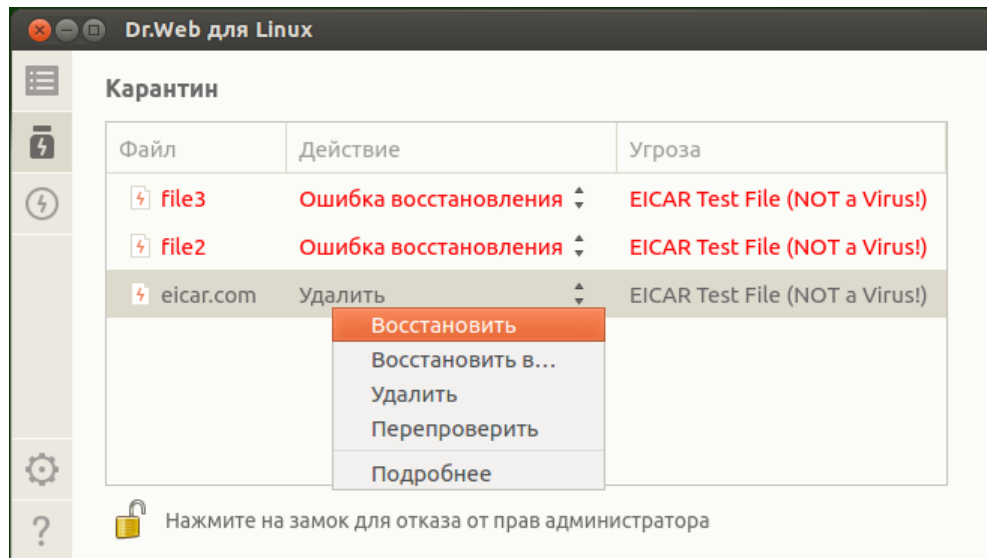 Dr.Web для Linux
Карантин
Файл Действие Угроза
file3 Ошибка восстановления EICAR Test File (NOT a Virus!)
file2 Ошибка восстановления EICAR Test File (NOT a Virus!)
eicar.com Удалить EICAR Test File (NOT a Virus!)
Восстановить
Восстановить в...
Удалить
Перепроверить
Подробнее
Нажмите на замок для отказа от прав администратора